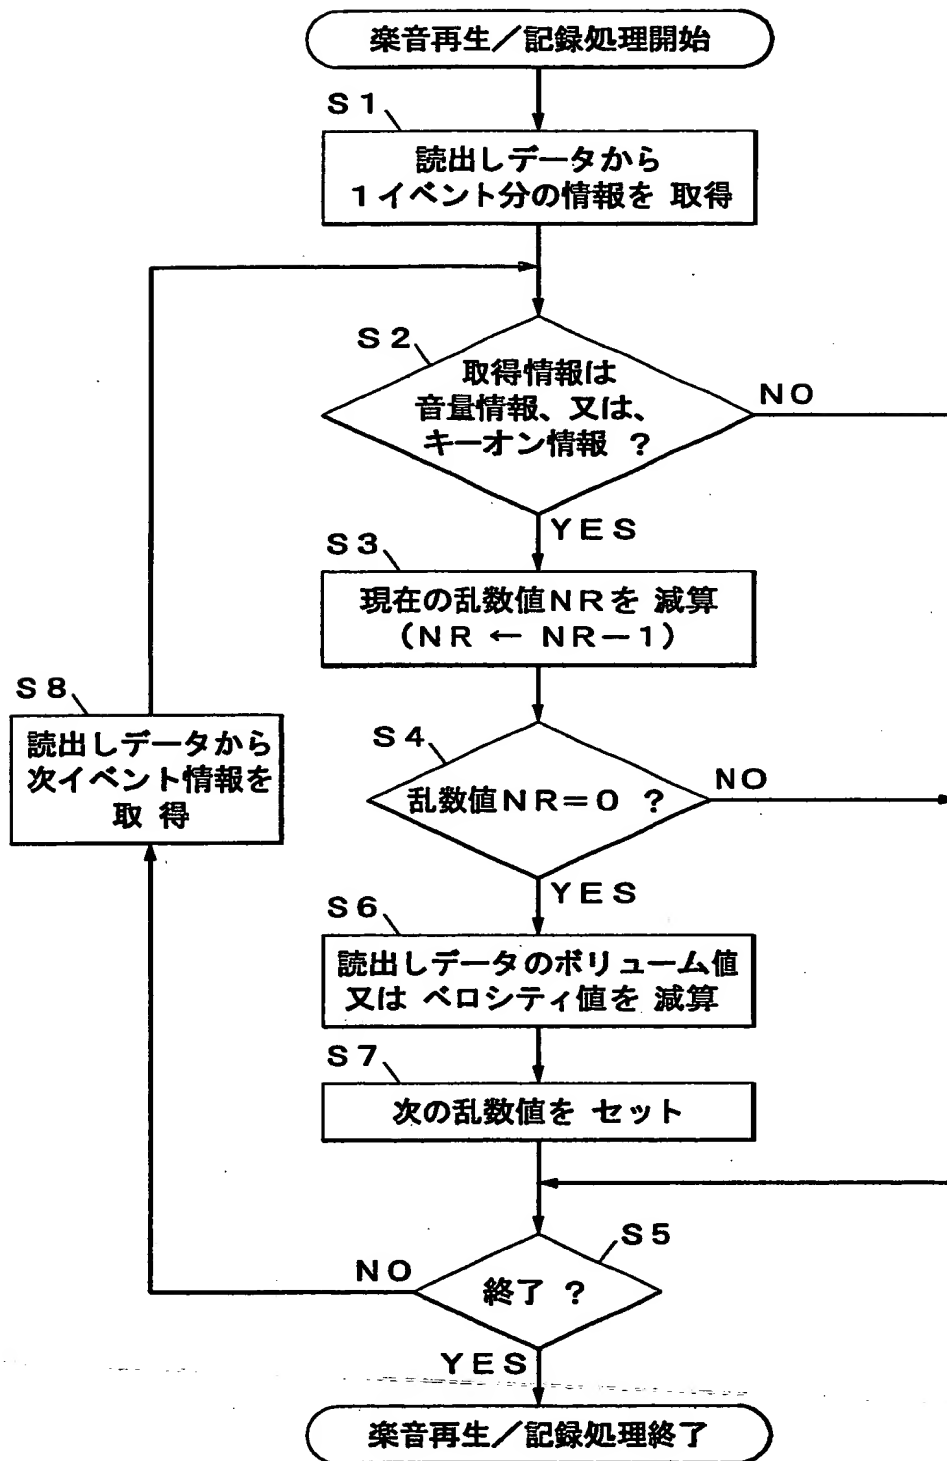 楽音再生／記録処理開始
S1
読出しデータから
1イベント分の情報を 取得
S2
取得情報は
音量情報、又は、
キーオン情報 ？
NO
YES
S3
現在の乱数値NRを 減算
（NR ← NR－1）
S8
読出しデータから
次イベント情報を
取 得
S4
乱数値NR＝0 ？
NO
YES
S6
読出しデータのボリューム値
又は ベロシティ値を 減算
S7
次の乱数値を セット
S5
終了 ？
NO
YES
楽音再生／記録処理終了